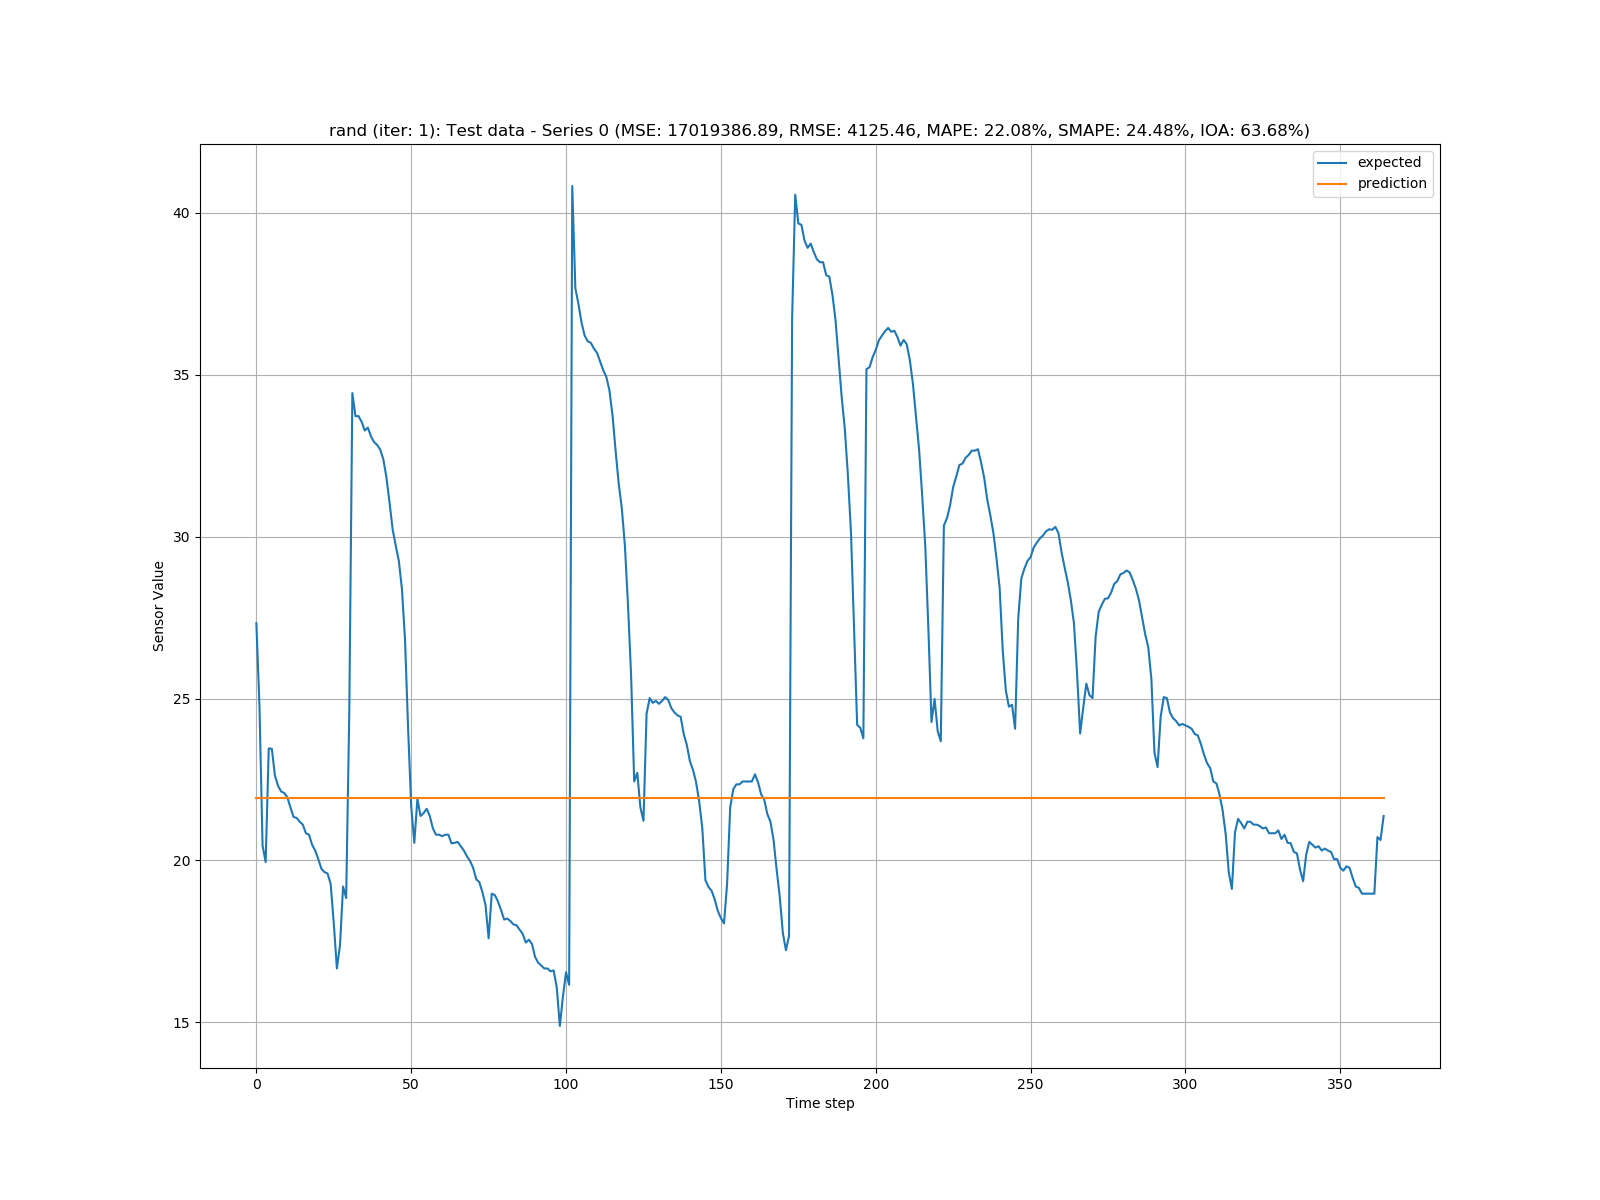 rand (iter: 1): Test data - Series 0 (MSE: 17019386.89, RMSE: 4125.46, MAPE: 22.08%, SMAPE: 24.48%, IOA: 63.68%)
expected
prediction
40
35
30
25
20
15
Sensor Value
0 50 100 150 200 250 300 350
Time step